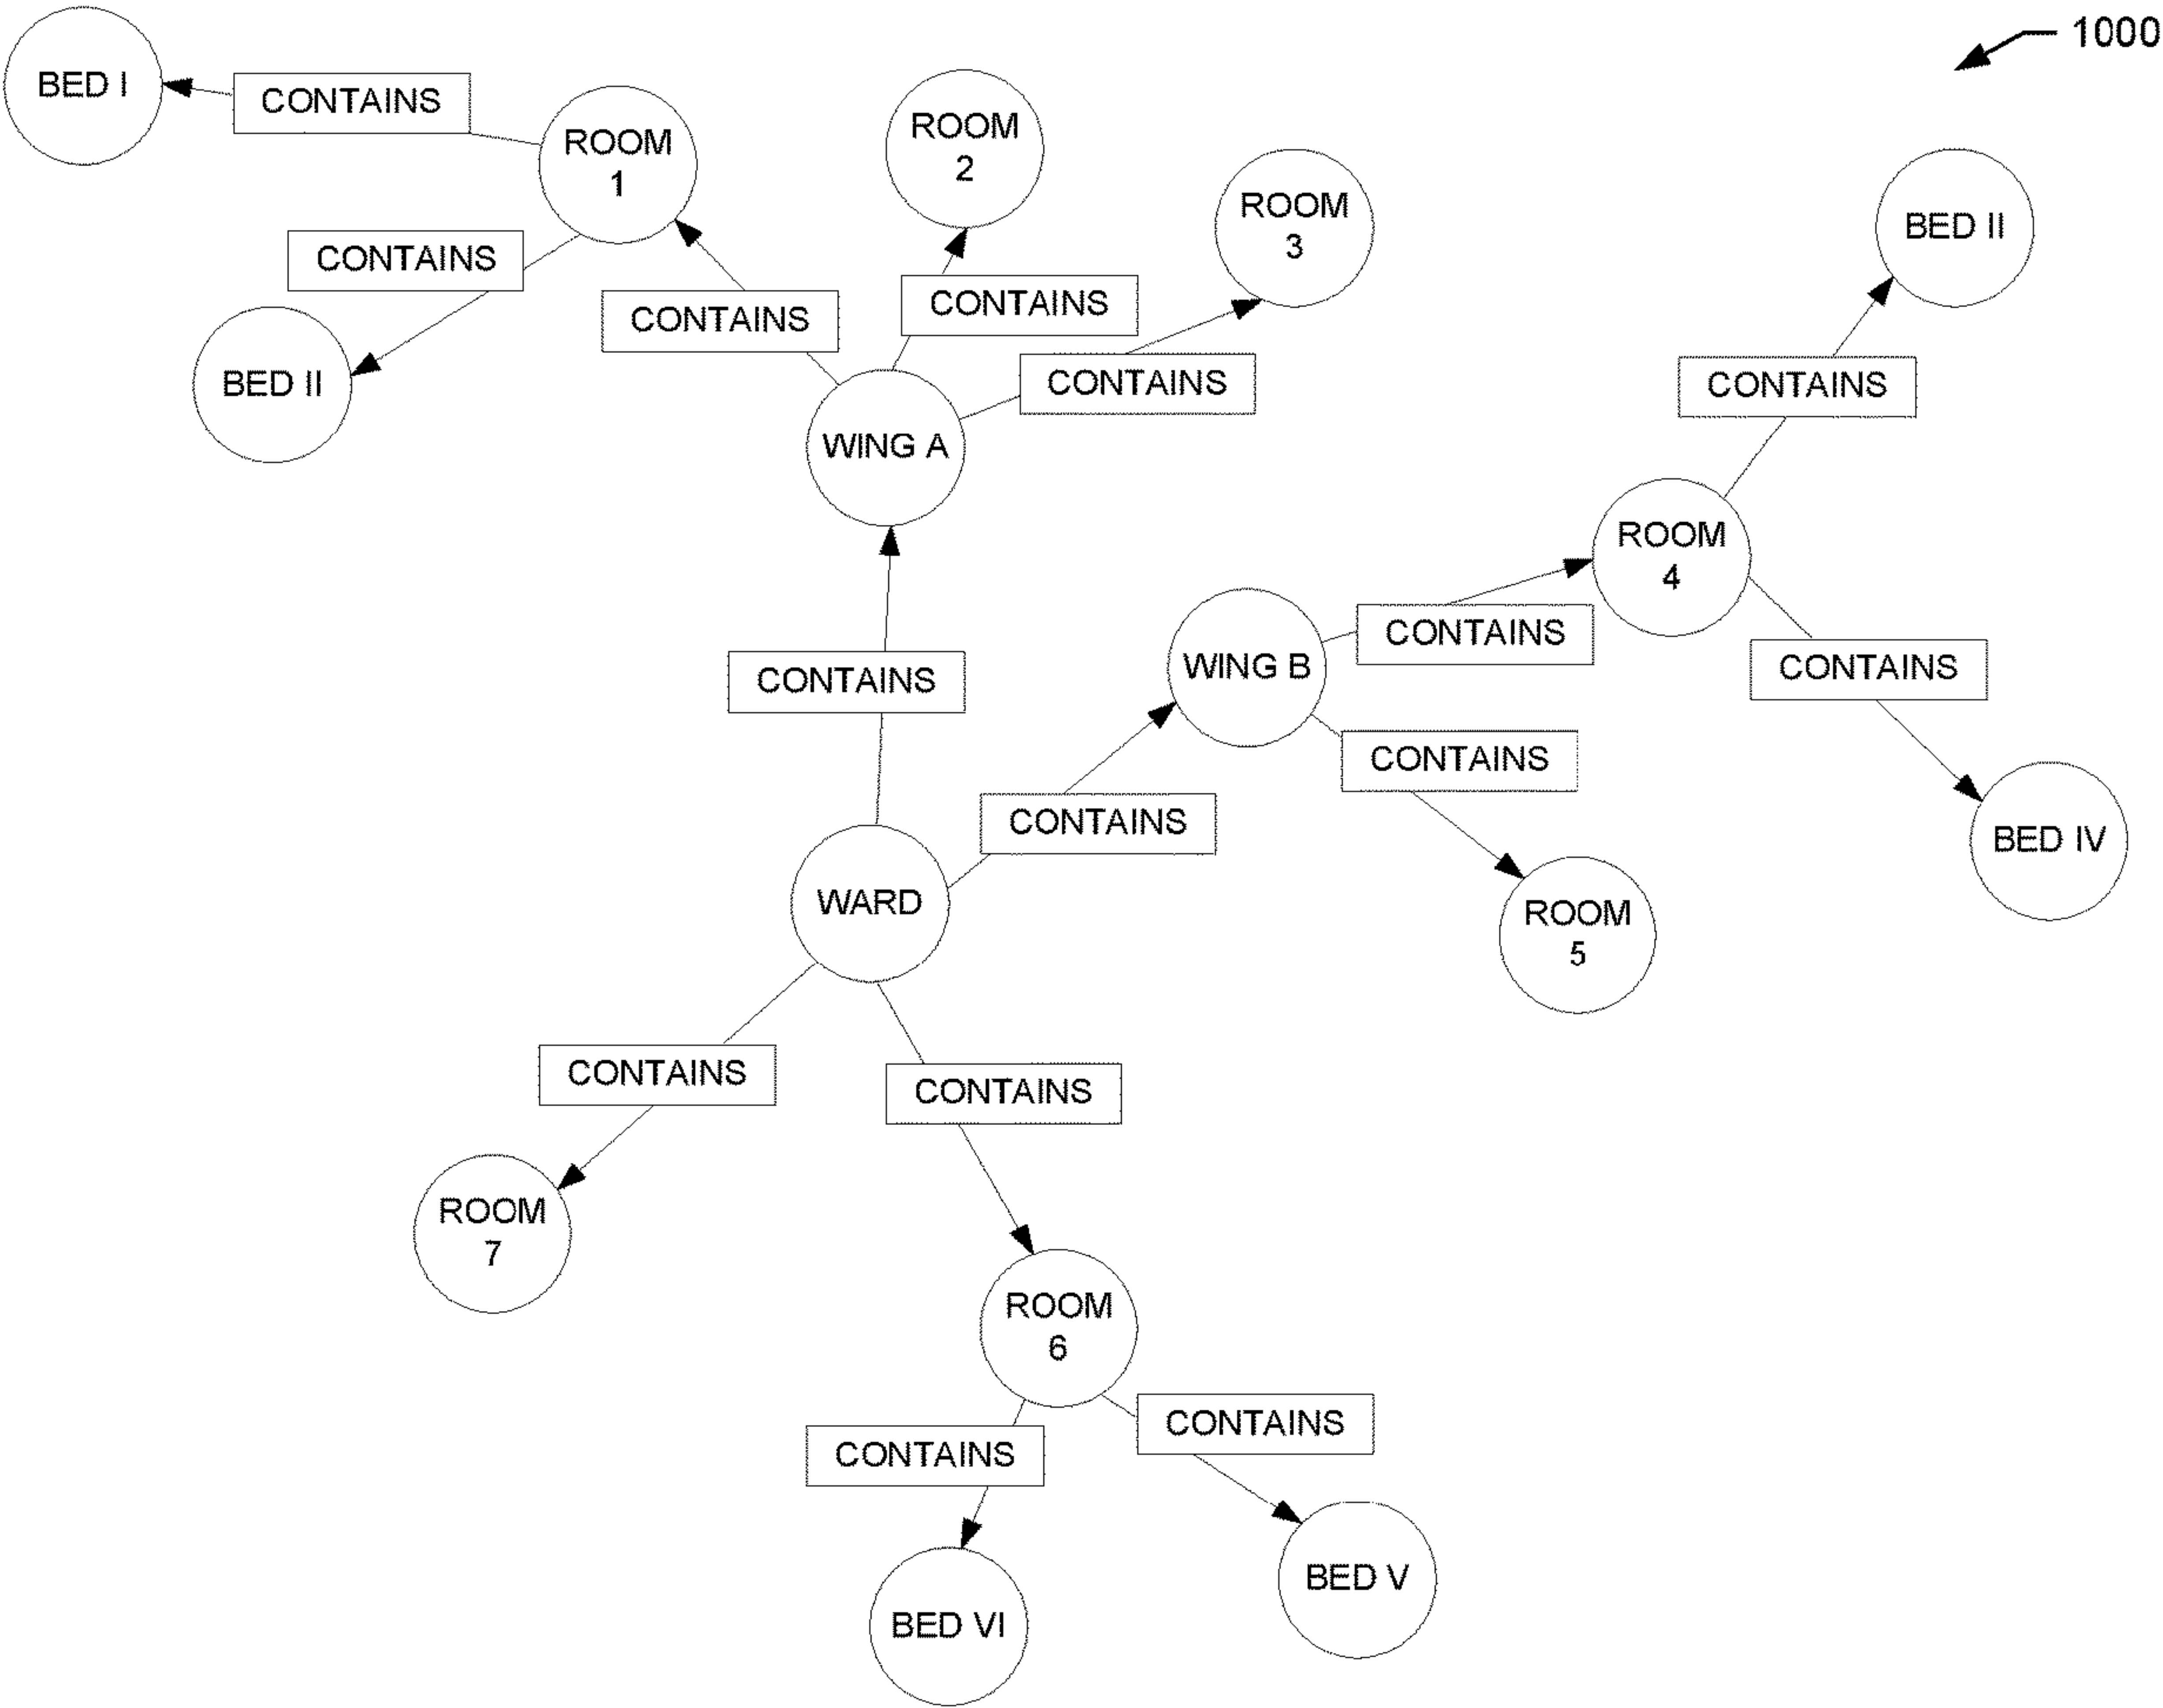 1000
BED I
CONTAINS
ROOM
1
ROOM
2
ROOM
3
BED II
CONTAINS
CONTAINS
CONTAINS
CONTAINS
BED II
CONTAINS
WING A
ROOM
4
CONTAINS
WING B
CONTAINS
CONTAINS
CONTAINS
CONTAINS
BED IV
WARD
ROOM
5
CONTAINS
CONTAINS
ROOM
7
ROOM
6
CONTAINS
CONTAINS
BED V
BED VI